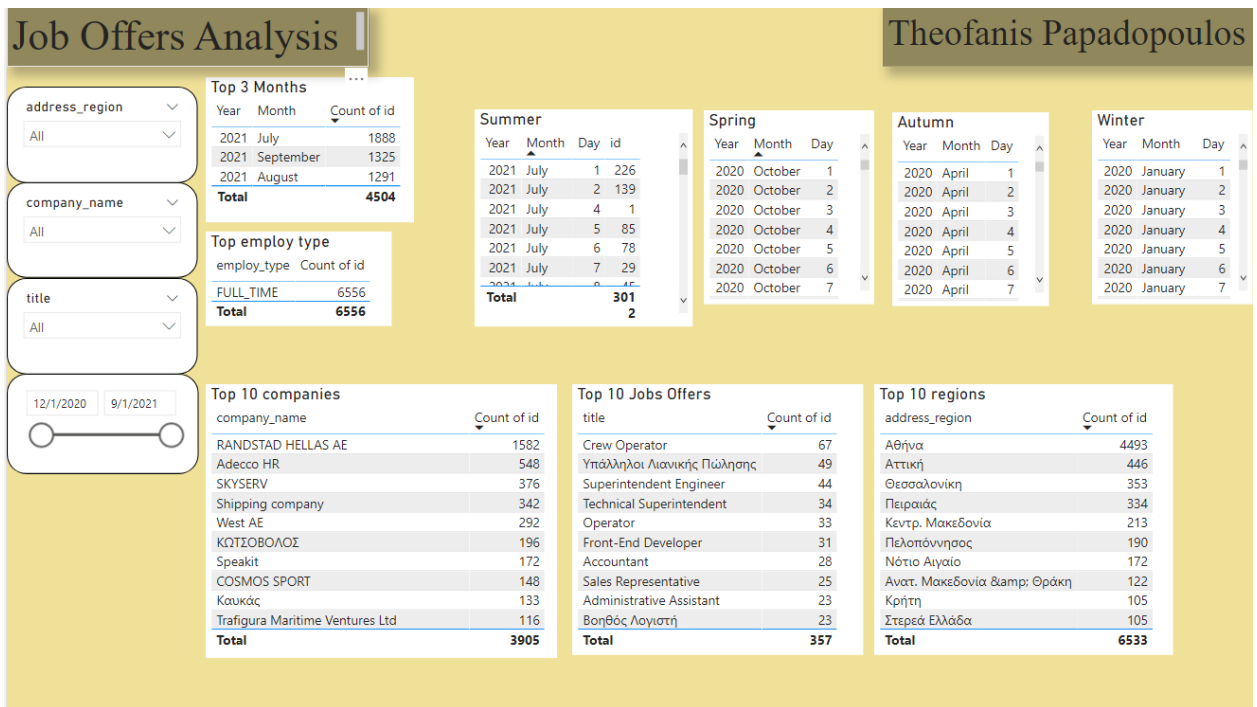 Job Offers Analysis
Theofanis Papadopoulos
address_region
All
company_name
All
title
All
12/1/2020 9/1/2021
Top 3 Months
Year Month Count of id
2021 July 1888
2021 September 1325
2021 August 1291
Total 4504
Top employ type
employ_type Count of id
FULL_TIME 6556
Total 6556
Summer
Year Month Day id
2021 July 1 226
2021 July 2 139
2021 July 4 1
2021 July 5 85
2021 July 6 78
2021 July 7 29
2021 July 8 45
Total 301
2
Spring
Year Month Day
2020 October 1
2020 October 2
2020 October 3
2020 October 4
2020 October 5
2020 October 6
2020 October 7
Autumn
Year Month Day
2020 April 1
2020 April 2
2020 April 3
2020 April 4
2020 April 5
2020 April 6
2020 April 7
Winter
Year Month Day
2020 January 1
2020 January 2
2020 January 3
2020 January 4
2020 January 5
2020 January 6
2020 January 7
Top 10 companies
company_name Count of id
RANDSTAD HELLAS AE 1582
Adecco HR 548
SKYSERV 376
Shipping company 342
West AE 292
ΚΩΤΣΟΒΟΛΟΣ 196
Speakit 172
COSMOS SPORT 148
Καυκάς 133
Trafigura Maritime Ventures Ltd 116
Total 3905
Top 10 Jobs Offers
title Count of id
Crew Operator 67
Υπάλληλοι Λιανικής Πώλησης 49
Superintendent Engineer 44
Technical Superintendent 34
Operator 33
Front-End Developer 31
Accountant 28
Sales Representative 25
Administrative Assistant 23
Βοηθός Λογιστή 23
Total 357
Top 10 regions
address_region Count of id
Αθήνα 4493
Αττική 446
Θεσσαλονίκη 353
Πειραιάς 334
Κεντρ. Μακεδονία 213
Πελοπόννησος 190
Νότιο Αιγαίο 172
Ανατ. Μακεδονία &amp; Θράκη 122
Κρήτη 105
Στερεά Ελλάδα 105
Total 6533